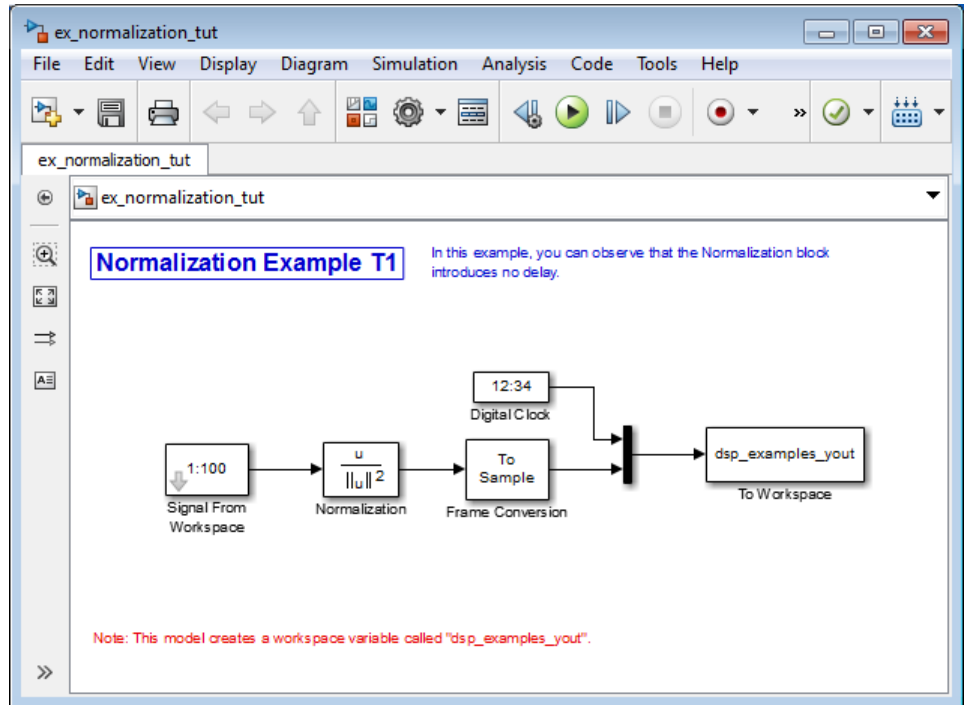 ex_normalization_tut
File Edit View Display Diagram Simulation Analysis Code Tools Help
ex_normalization_tut
ex_normalization_tut
Normalization Example T1
In this example, you can observe that the Normalization block
introduces no delay.
12:34
Digital Clock
1:100
Signal From
Workspace
u
||u||2
Normalization
To
Sample
Frame Conversion
dsp_examples_yout
To Workspace
Note: This model creates a workspace variable called "dsp_examples_yout".